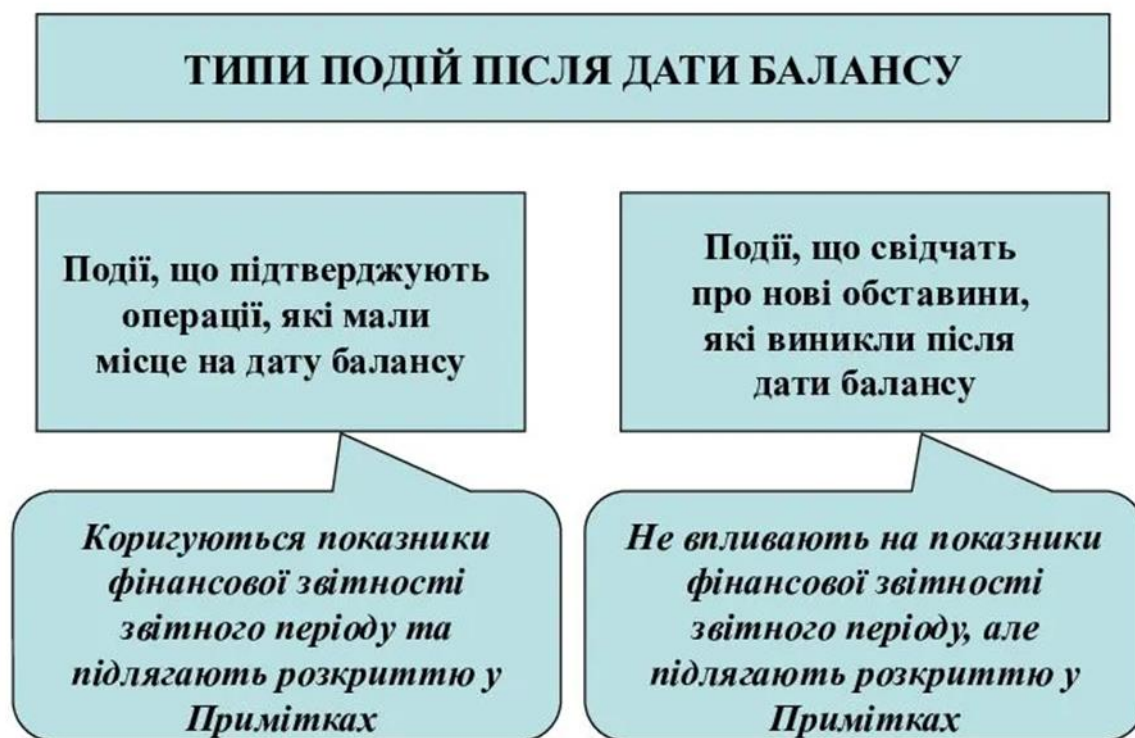 ТИПИ ПОДІЙ ПІСЛЯ ДАТИ БАЛАНСУ
Події, що підтверджують
операції, які мали
місце на дату балансу
Події, що свідчать
про нові обставини,
які виникли після
дати балансу
Коригуються показники
фінансової звітності
звітного періоду та
підлягають розкриттю у
Примітках
Не впливають на показники
фінансової звітності
звітного періоду, але
підлягають розкриттю у
Примітках